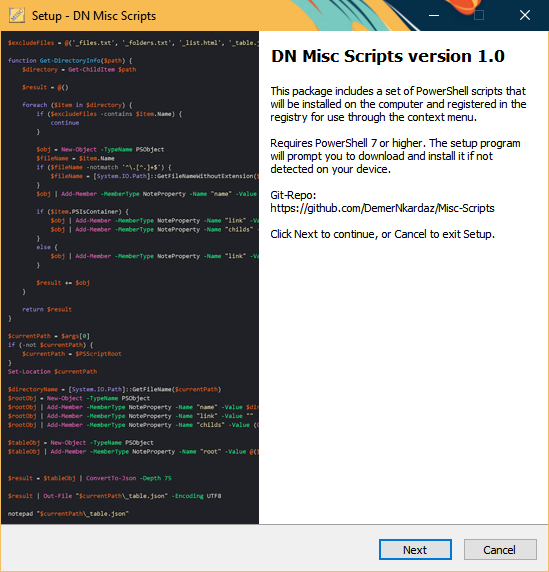 Setup - DN Misc Scripts
$excludeFiles = @('_files.txt', '_folders.txt', '_list.html', '_table.j
function Get-DirectoryInfo($path) {
$directory = Get-ChildItem $path
$result = @()
foreach ($item in $directory) {
if ($excludeFiles -contains $item.Name) {
continue
}
$obj = New-Object -TypeName PSObject
$fileName = $item.Name
if ($fileName -notmatch '^\.[^.]+$') {
$fileName = [System.IO.Path]::GetFileNameWithoutExtension($
}
$obj | Add-Member -MemberType NoteProperty -Name "name" -Value
if ($item.PSIsContainer) {
$obj | Add-Member -MemberType NoteProperty -Name "link" -Va
$obj | Add-Member -MemberType NoteProperty -Name "childs" -
}
else {
$obj | Add-Member -MemberType NoteProperty -Name "link" -Va
}
$result += $obj
}
return $result
}
$currentPath = $args[0]
if (-not $currentPath) {
$currentPath = $PSScriptRoot
}
Set-Location $currentPath
$directoryName = [System.IO.Path]::GetFileName($currentPath)
$rootObj = New-Object -TypeName PSObject
$rootObj | Add-Member -MemberType NoteProperty -Name "name" -Value $di
$rootObj | Add-Member -MemberType NoteProperty -Name "link" -Value ""
$rootObj | Add-Member -MemberType NoteProperty -Name "childs" -Value (G
$tableObj = New-Object -TypeName PSObject
$tableObj | Add-Member -MemberType NoteProperty -Name "root" -Value @($
$result = $tableObj | ConvertTo-Json -Depth 75
$result | Out-File "$currentPath\_table.json" -Encoding UTF8
notepad "$currentPath\_table.json"
DN Misc Scripts version 1.0
This package includes a set of PowerShell scripts that
will be installed on the computer and registered in the
registry for use through the context menu.
Requires PowerShell 7 or higher. The setup program
will prompt you to download and install it if not
detected on your device.
Git-Repo:
https://github.com/DemerNkardaz/Misc-Scripts
Click Next to continue, or Cancel to exit Setup.
Next
Cancel